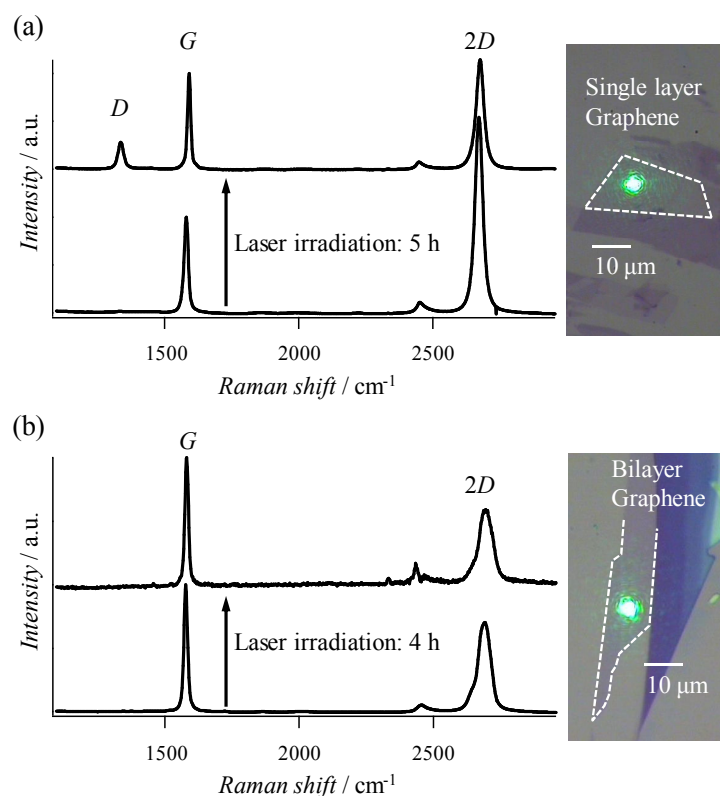 (a)
D
G
2D
Intensity / a.u.
Laser irradiation: 5 h
1500
2000
2500
Raman shift / cm⁻¹
Single layer
Graphene
10 μm
(b)
G
2D
Intensity / a.u.
Laser irradiation: 4 h
1500
2000
2500
Raman shift / cm⁻¹
Bilayer
Graphene
10 μm